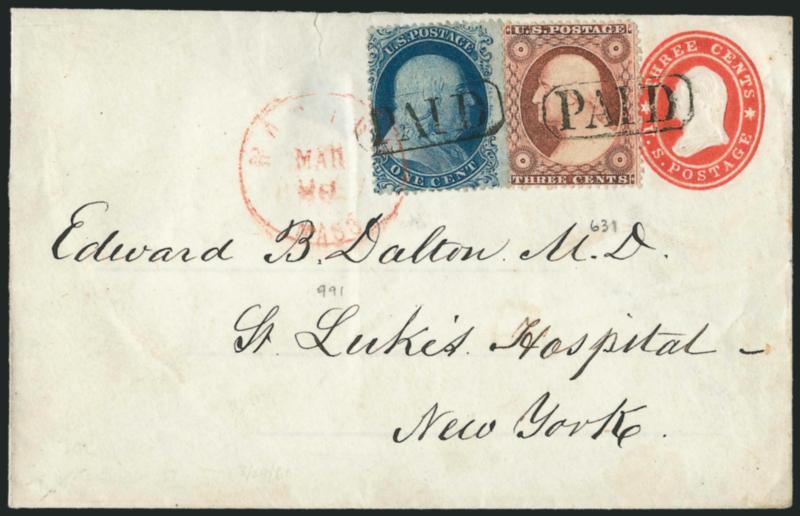 U.S. POSTAGE
ONE CENT
U.S. POSTAGE
THREE CENTS
THREE CENTS
U.S. POSTAGE
PAID
PAID
MAR
MASS
Edward B. Dalton. M.D.
631
991
St. Luke's. Hospital –
New York.